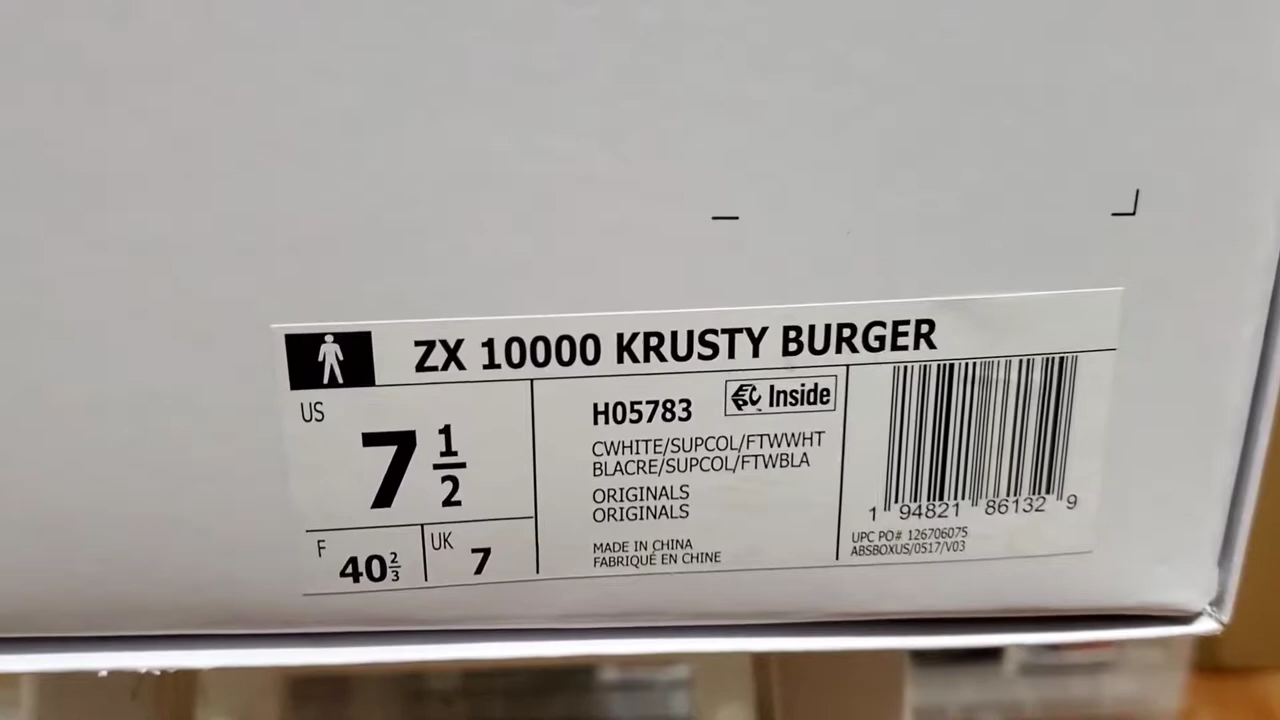 ZX 10000 KRUSTY BURGER
US
7 1/2
F 40 2/3
UK 7
H05783
EPC™ Inside
CWHITE/SUPCOL/FTWWHT
BLACRE/SUPCOL/FTWBLA
ORIGINALS
ORIGINALS
MADE IN CHINA
FABRIQUÉ EN CHINE
1 94821 86132 9
UPC PO# 126706075
ABSBOXUS/0517/V03